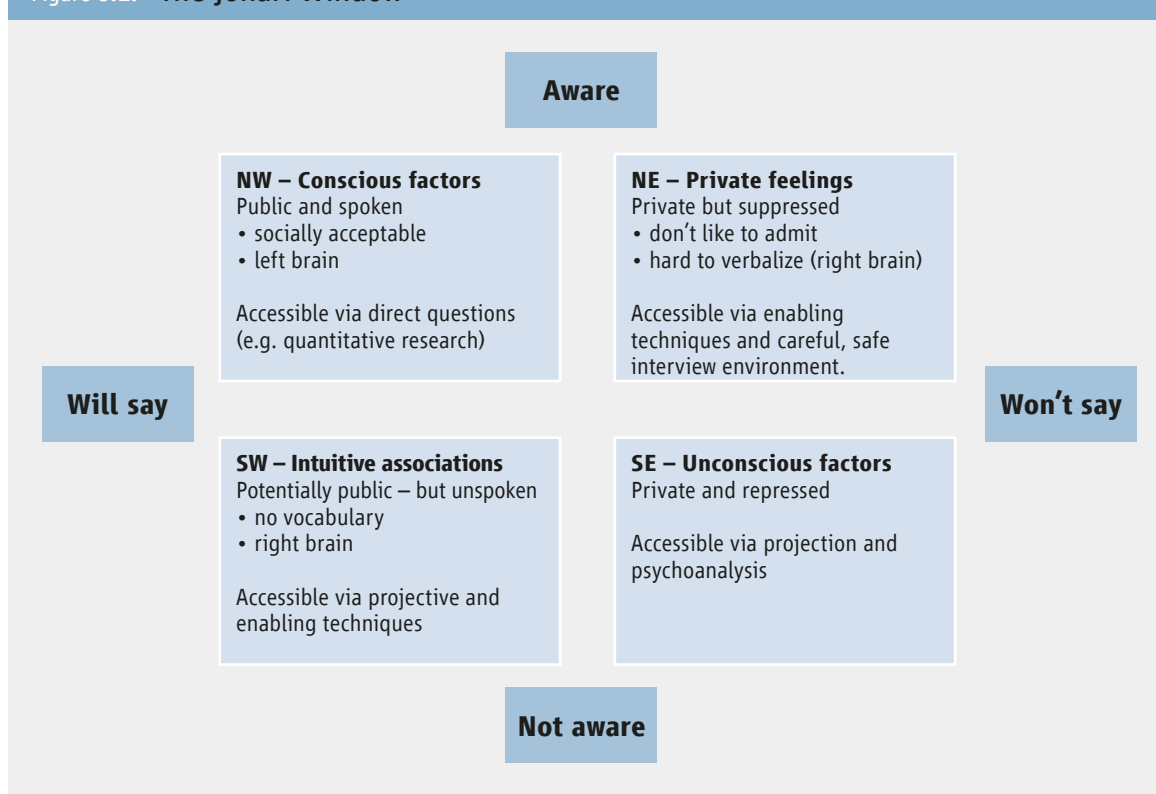 Aware
NW – Conscious factors
Public and spoken
• socially acceptable
• left brain
Accessible via direct questions
(e.g. quantitative research)
NE – Private feelings
Private but suppressed
• don't like to admit
• hard to verbalize (right brain)
Accessible via enabling
techniques and careful, safe
interview environment.
Will say
Won't say
SW – Intuitive associations
Potentially public – but unspoken
• no vocabulary
• right brain
Accessible via projective and
enabling techniques
SE – Unconscious factors
Private and repressed
Accessible via projection and
psychoanalysis
Not aware